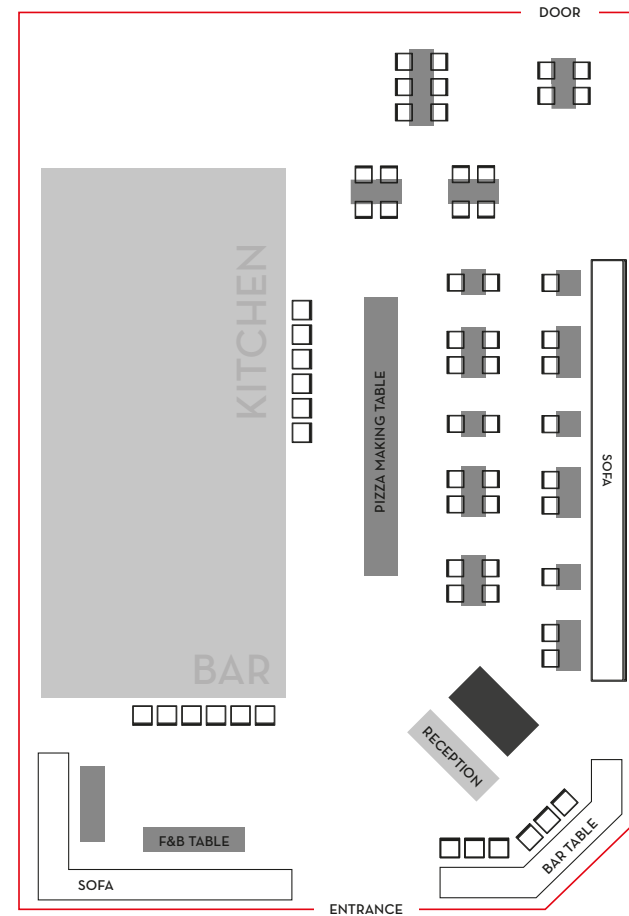 DOOR
KITCHEN
PIZZA MAKING TABLE
SOFA
BAR
RECEPTION
F&B TABLE
BAR TABLE
SOFA
ENTRANCE